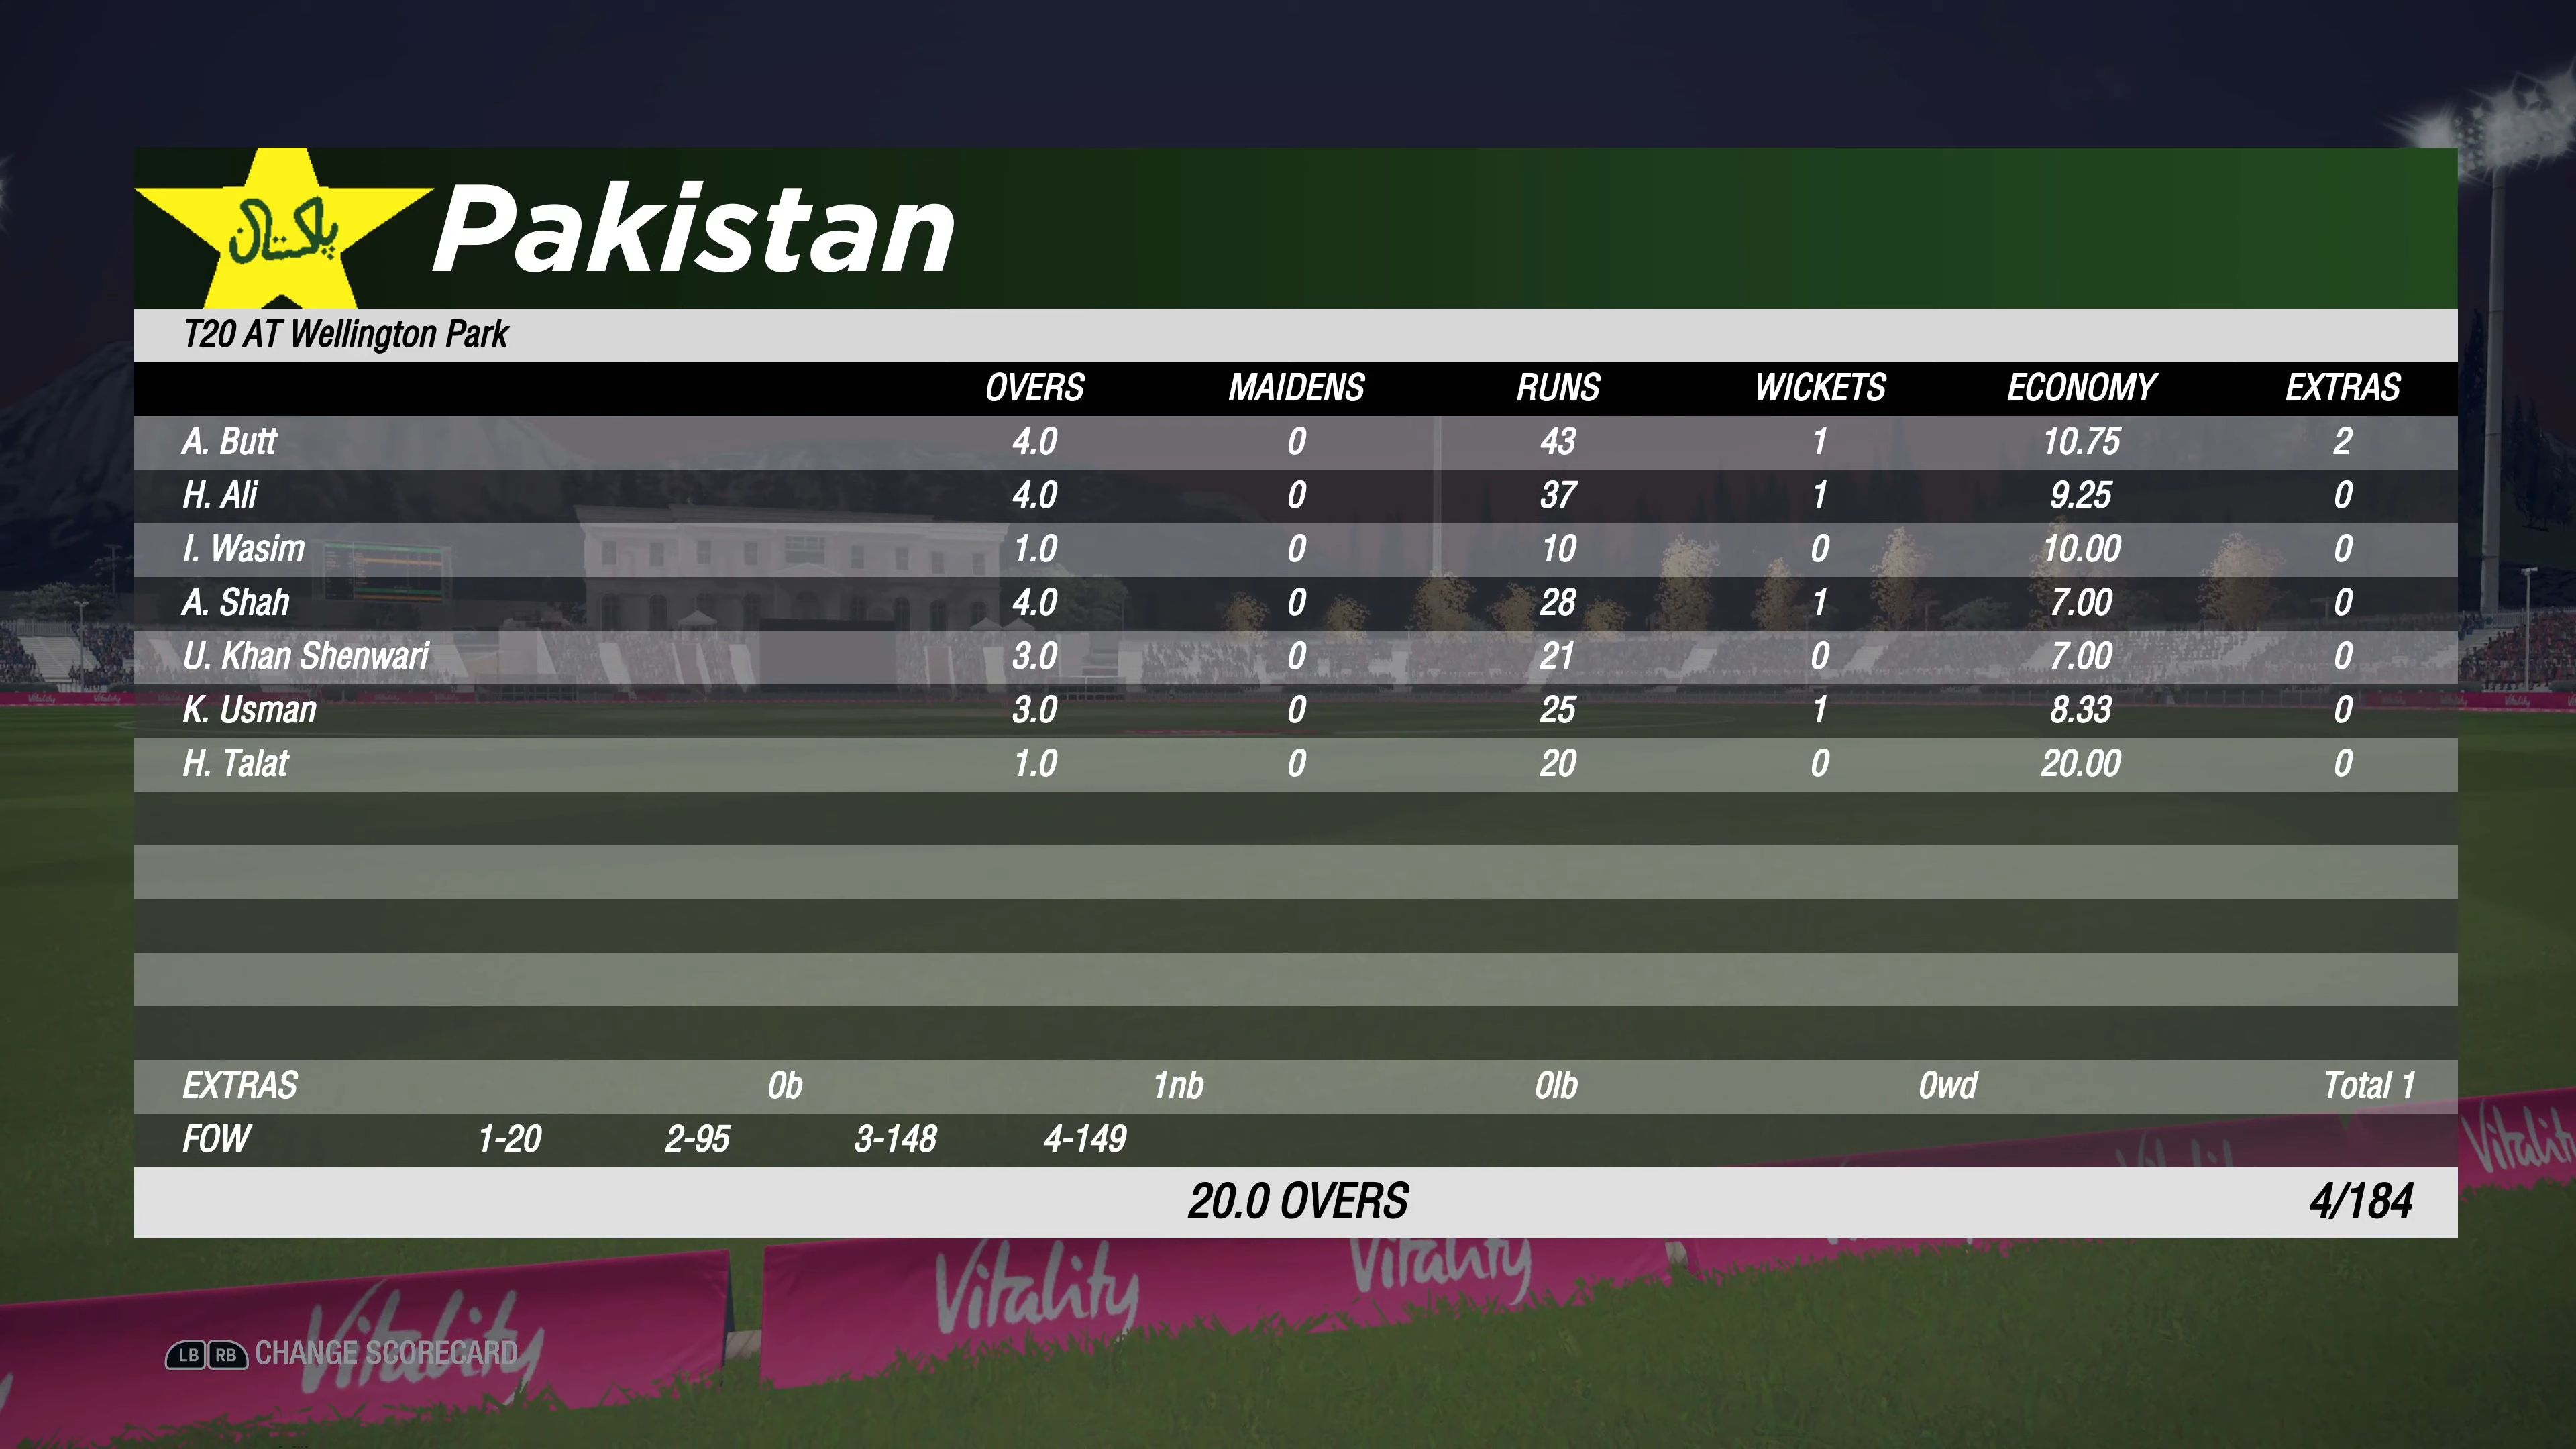 پاکستان
Pakistan
T20 AT Wellington Park
OVERS MAIDENS RUNS WICKETS ECONOMY EXTRAS
A. Butt 4.0 0 43 1 10.75 2
H. Ali 4.0 0 37 1 9.25 0
I. Wasim 1.0 0 10 0 10.00 0
A. Shah 4.0 0 28 1 7.00 0
U. Khan Shenwari 3.0 0 21 0 7.00 0
K. Usman 3.0 0 25 1 8.33 0
H. Talat 1.0 0 20 0 20.00 0
EXTRAS 0b 1nb 0lb 0wd Total 1
FOW 1-20 2-95 3-148 4-149
20.0 OVERS 4/184
Vitality Vitality Vitality Vitality
LB RB CHANGE SCORECARD